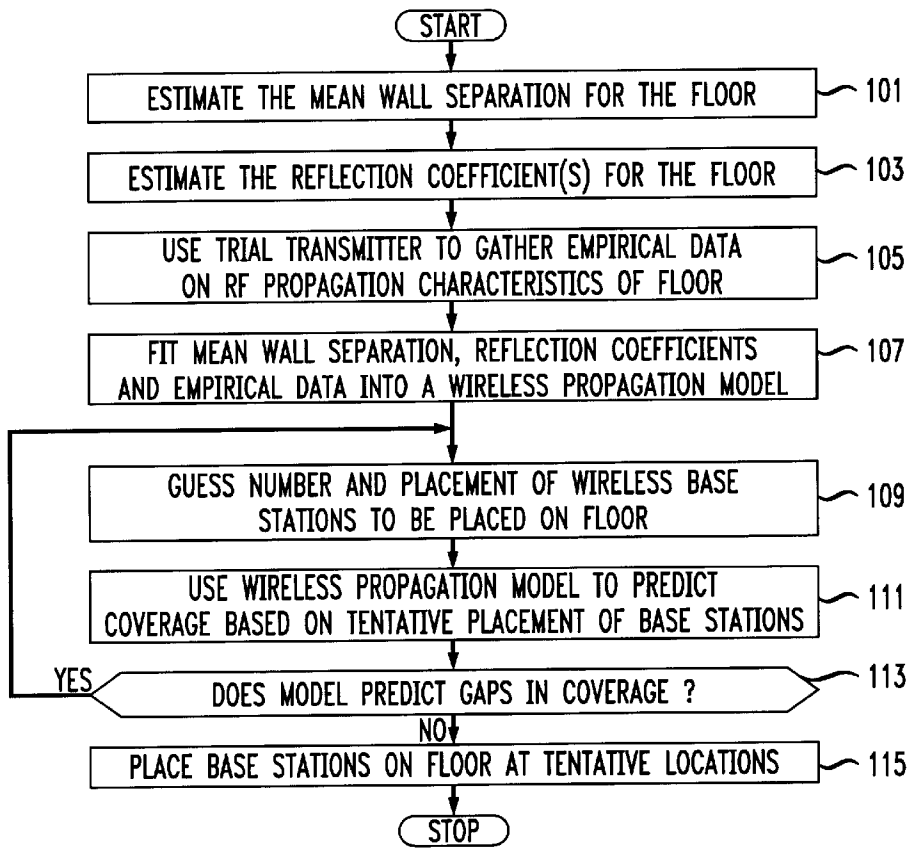 START
ESTIMATE THE MEAN WALL SEPARATION FOR THE FLOOR
101
ESTIMATE THE REFLECTION COEFFICIENT(S) FOR THE FLOOR
103
USE TRIAL TRANSMITTER TO GATHER EMPIRICAL DATA
ON RF PROPAGATION CHARACTERISTICS OF FLOOR
105
FIT MEAN WALL SEPARATION, REFLECTION COEFFICIENTS
AND EMPIRICAL DATA INTO A WIRELESS PROPAGATION MODEL
107
GUESS NUMBER AND PLACEMENT OF WIRELESS BASE
STATIONS TO BE PLACED ON FLOOR
109
USE WIRELESS PROPAGATION MODEL TO PREDICT
COVERAGE BASED ON TENTATIVE PLACEMENT OF BASE STATIONS
111
YES
DOES MODEL PREDICT GAPS IN COVERAGE ?
113
NO
PLACE BASE STATIONS ON FLOOR AT TENTATIVE LOCATIONS
115
STOP